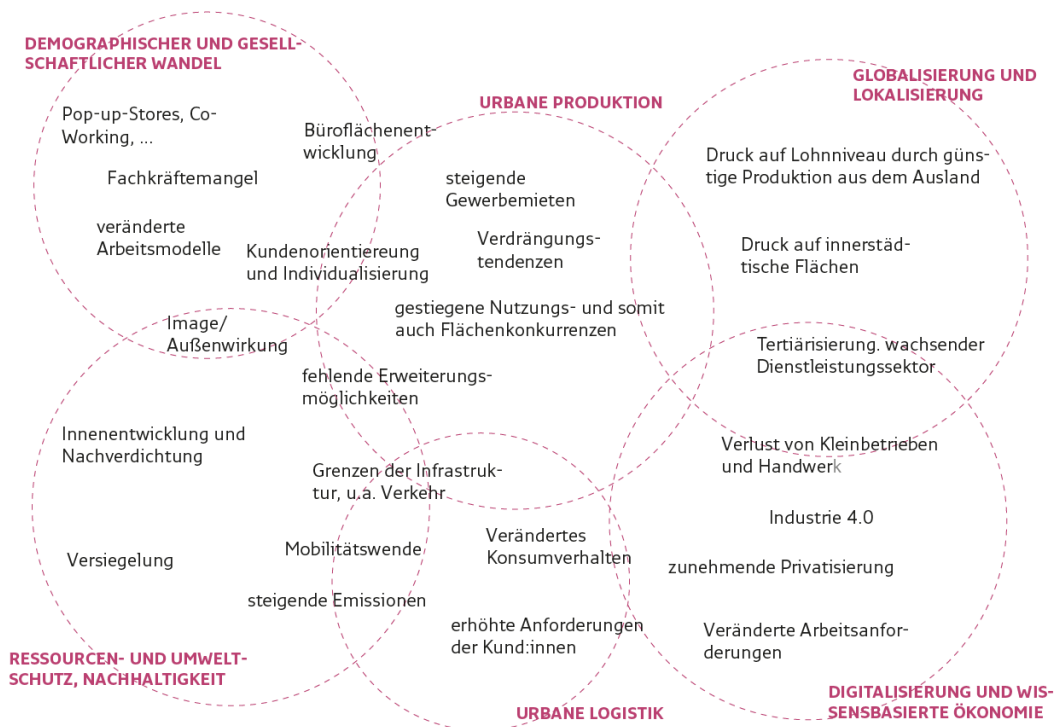 DEMOGRAPHISCHER UND GESELL-
SCHAFTLICHER WANDEL
Pop-up-Stores, Co-
Working, ...
Büroflächenent-
wicklung
Fachkräftemangel
veränderte
Arbeitsmodelle
Kundenorientiereung
und Individualisierung
Image/
Außenwirkung
URBANE PRODUKTION
steigende
Gewerbemieten
Verdrängungs-
tendenzen
gestiegene Nutzungs- und somit
auch Flächenkonkurrenzen
fehlende Erweiterungs-
möglichkeiten
GLOBALISIERUNG UND
LOKALISIERUNG
Druck auf Lohnniveau durch güns-
tige Produktion aus dem Ausland
Druck auf innerstäd-
tische Flächen
Tertiärisierung. wachsender
Dienstleistungssektor
Innenentwicklung und
Nachverdichtung
Grenzen der Infrastruk-
tur, u.a. Verkehr
Versiegelung
Mobilitätswende
steigende Emissionen
RESSOURCEN- UND UMWELT-
SCHUTZ, NACHHALTIGKEIT
Verändertes
Konsumverhalten
erhöhte Anforderungen
der Kund:innen
URBANE LOGISTIK
Verlust von Kleinbetrieben
und Handwerk
Industrie 4.0
zunehmende Privatisierung
Veränderte Arbeitsanfor-
derungen
DIGITALISIERUNG UND WIS-
SENSBASIERTE ÖKONOMIE